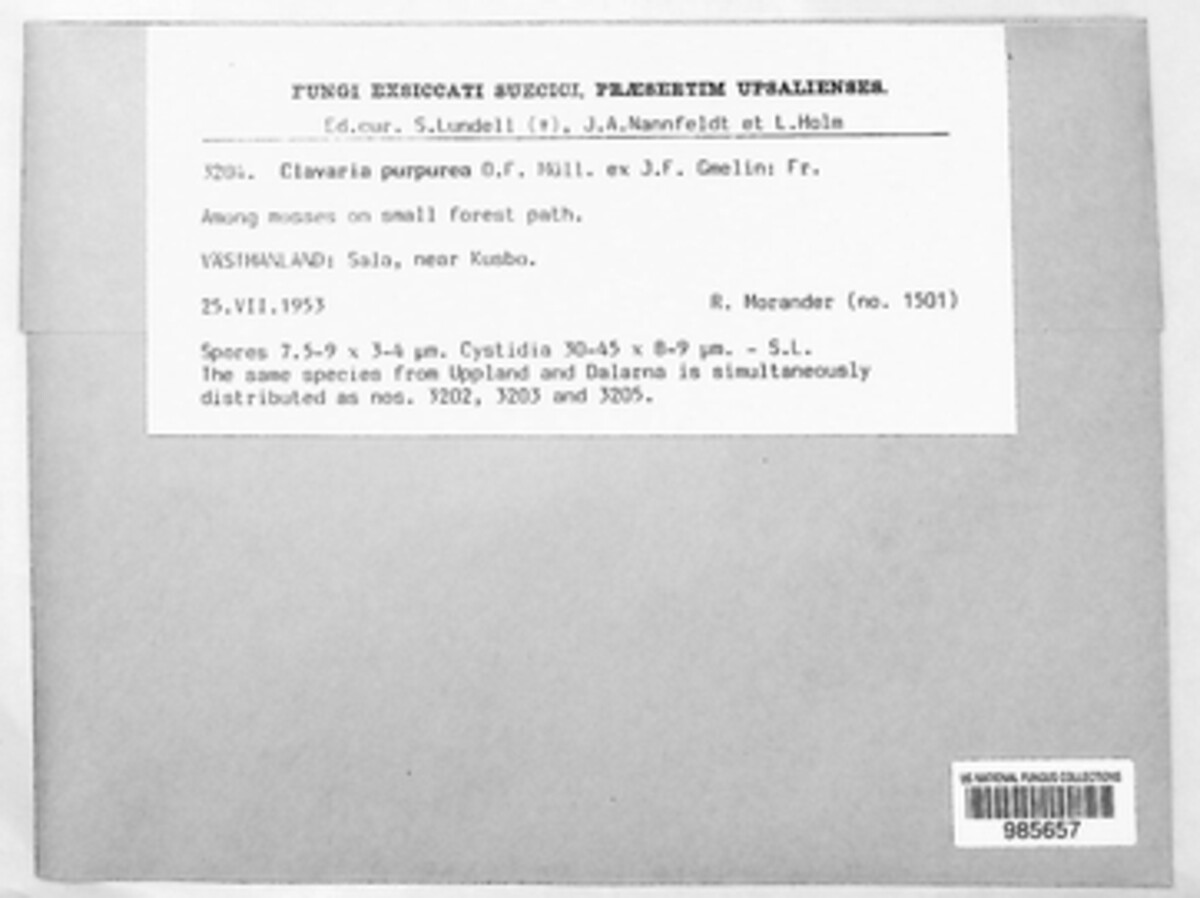 FUNGI EXSICCATI SUECICI, PRÆSERTIM UPSALIENSES.
Ed.cur. S.Lundell (†), J.A.Nannfeldt et L.Holm
3204. Clavaria purpurea O.F. Müll. ex J.F. Gmelin: Fr.
Among mosses on small forest path.
VÄSTMANLAND: Sala, near Kusbo.
25.VII.1953 R. Morander (no. 1501)
Spores 7.5-9 x 3-4 µm. Cystidia 30-45 x 8-9 µm. - S.L.
The same species from Uppland and Dalarna is simultaneously
distributed as nos. 3202, 3203 and 3205.
US NATIONAL FUNGUS COLLECTIONS
985657